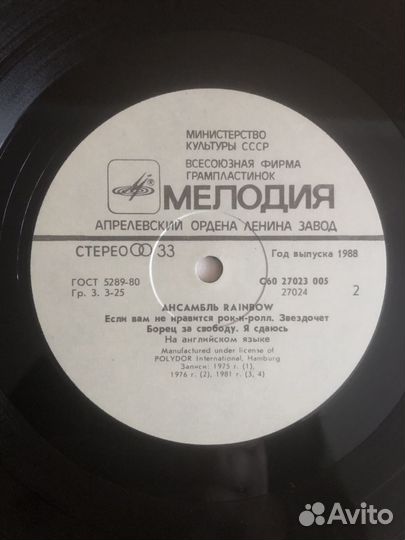 МИНИСТЕРСТВО
КУЛЬТУРЫ СССР
ВСЕСОЮЗНАЯ ФИРМА
ГРАМПЛАСТИНОК
МЕЛОДИЯ
АПРЕЛЕВСКИЙ ОРДЕНА ЛЕНИНА ЗАВОД
СТЕРЕО 33
Год выпуска 1988
ГОСТ 5289-80
С60 27023 005
Гр. 3. 3-25
27024
2
АНСАМБЛЬ RAINBOW
Если вам не нравится рок-н-ролл. Звездочет
Борец за свободу. Я сдаюсь
На английском языке
Manufactured under license of
POLYDOR International, Hamburg
Записи: 1975 г. (1),
1976 г. (2), 1981 г. (3, 4)
Avito